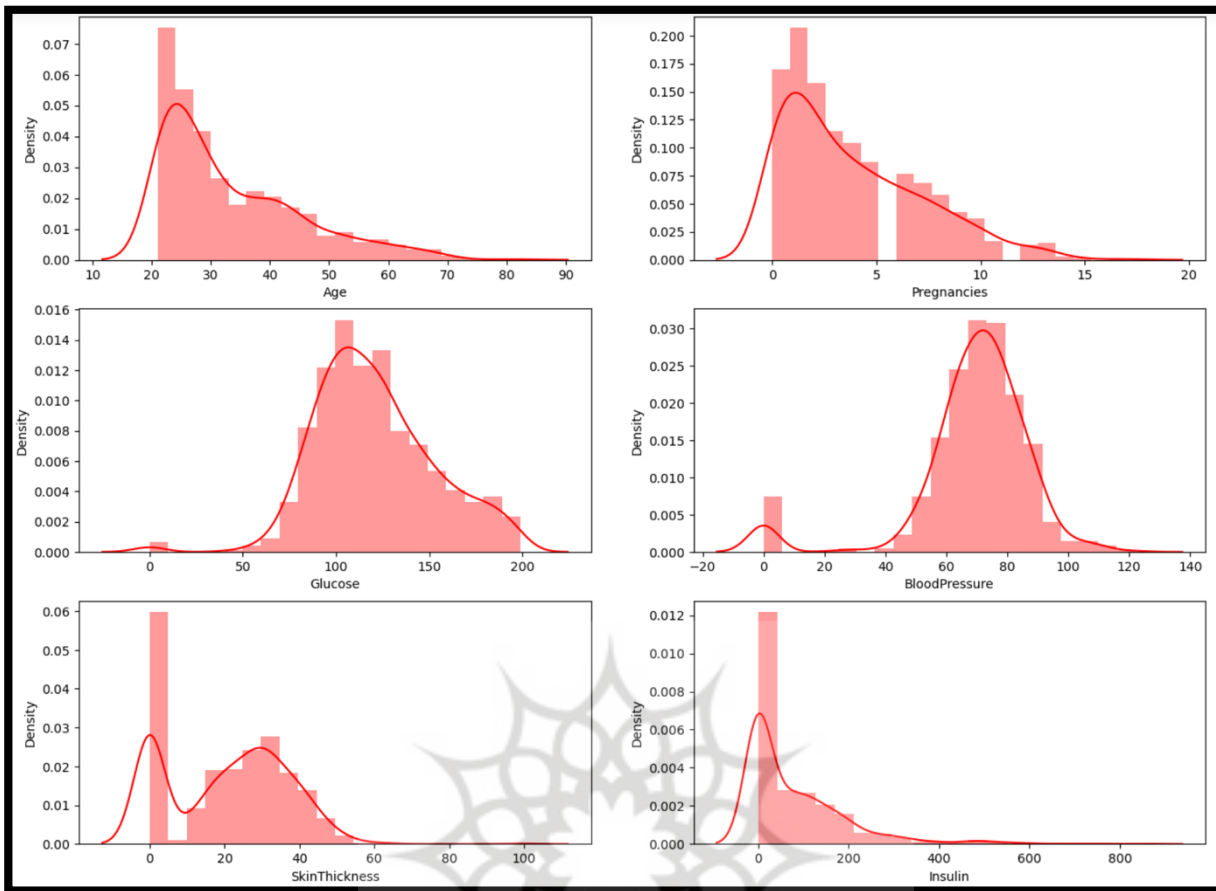 Density
0.07
0.06
0.05
0.04
0.03
0.02
0.01
0.00
10 20 30 40 50 60 70 80 90
Age
Density
0.200
0.175
0.150
0.125
0.100
0.075
0.050
0.025
0.000
0 5 10 15 20
Pregnancies
Density
0.016
0.014
0.012
0.010
0.008
0.006
0.004
0.002
0.000
0 50 100 150 200
Glucose
Density
0.030
0.025
0.020
0.015
0.010
0.005
0.000
−20 0 20 40 60 80 100 120 140
BloodPressure
Density
0.06
0.05
0.04
0.03
0.02
0.01
0.00
0 20 40 60 80 100
SkinThickness
Density
0.012
0.010
0.008
0.006
0.004
0.002
0.000
0 200 400 600 800
Insulin